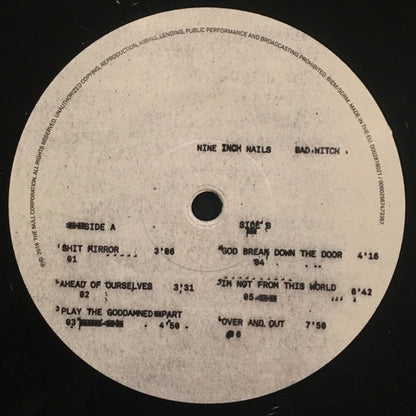 ℗© 2018 THE NULL CORPORATION. ALL RIGHTS RESERVED. UNAUTHORIZED COPYING, REPRODUCTION, HIRING, LENDING, PUBLIC PERFORMANCE AND BROADCASTING PROHIBITED. BIEM/SDRM. MADE IN THE EU.
NINE INCH NAILS BAD WITCH.
SIDE A
SHIT MIRROR 3'06
01
AHEAD OF OURSELVES 3'31
02
PLAY THE GODDAMNED PART
03 4'50
SIDE B
GOD BREAK DOWN THE DOOR 4'16
04
I'M NOT FROM THIS WORLD
05 6'42
OVER AND OUT 7'50
06